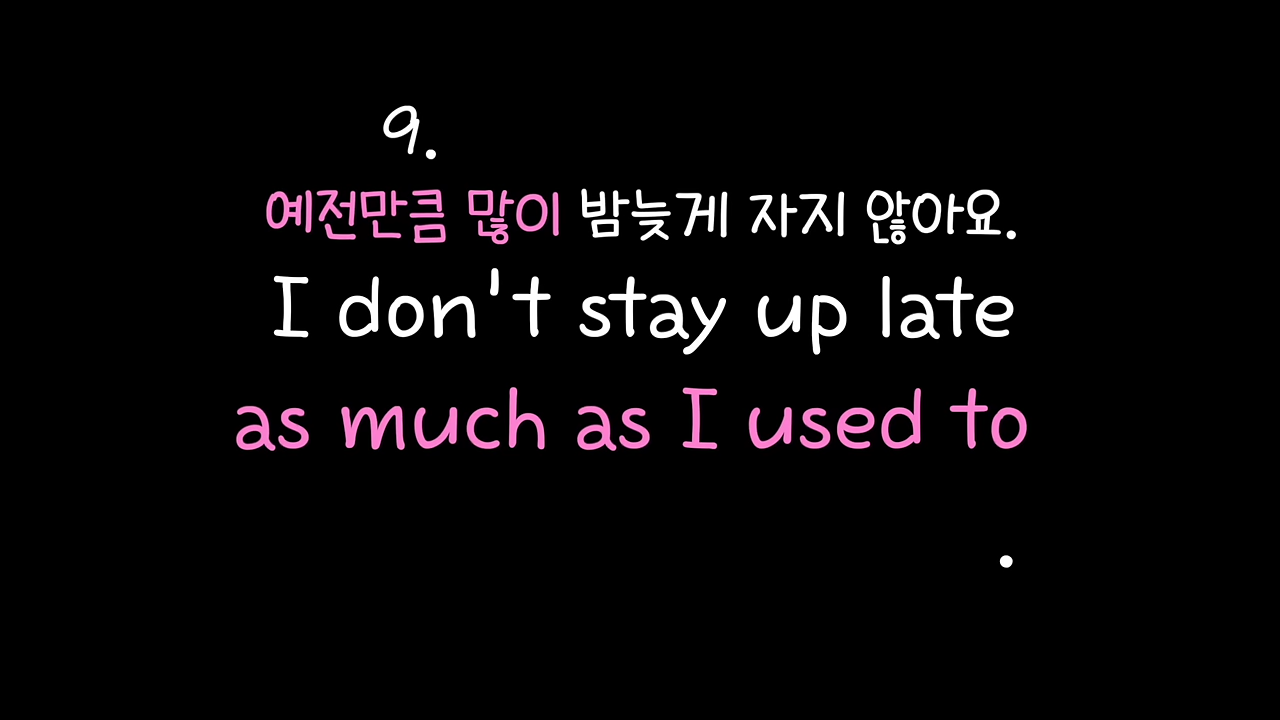 9.
예전만큼 많이 밤늦게 자지 않아요.
I don't stay up late
as much as I used to
.